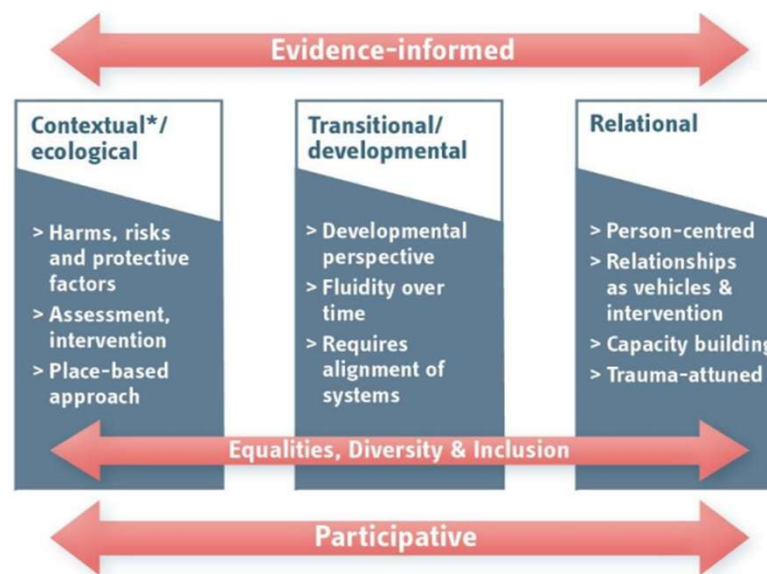 Evidence-informed
Contextual*/
ecological
> Harms, risks
and protective
factors
> Assessment,
intervention
> Place-based
approach
Transitional/
developmental
> Developmental
perspective
> Fluidity over
time
> Requires
alignment of
systems
Relational
> Person-centred
> Relationships
as vehicles &
intervention
> Capacity building
> Trauma-attuned
Equalities, Diversity & Inclusion
Participative